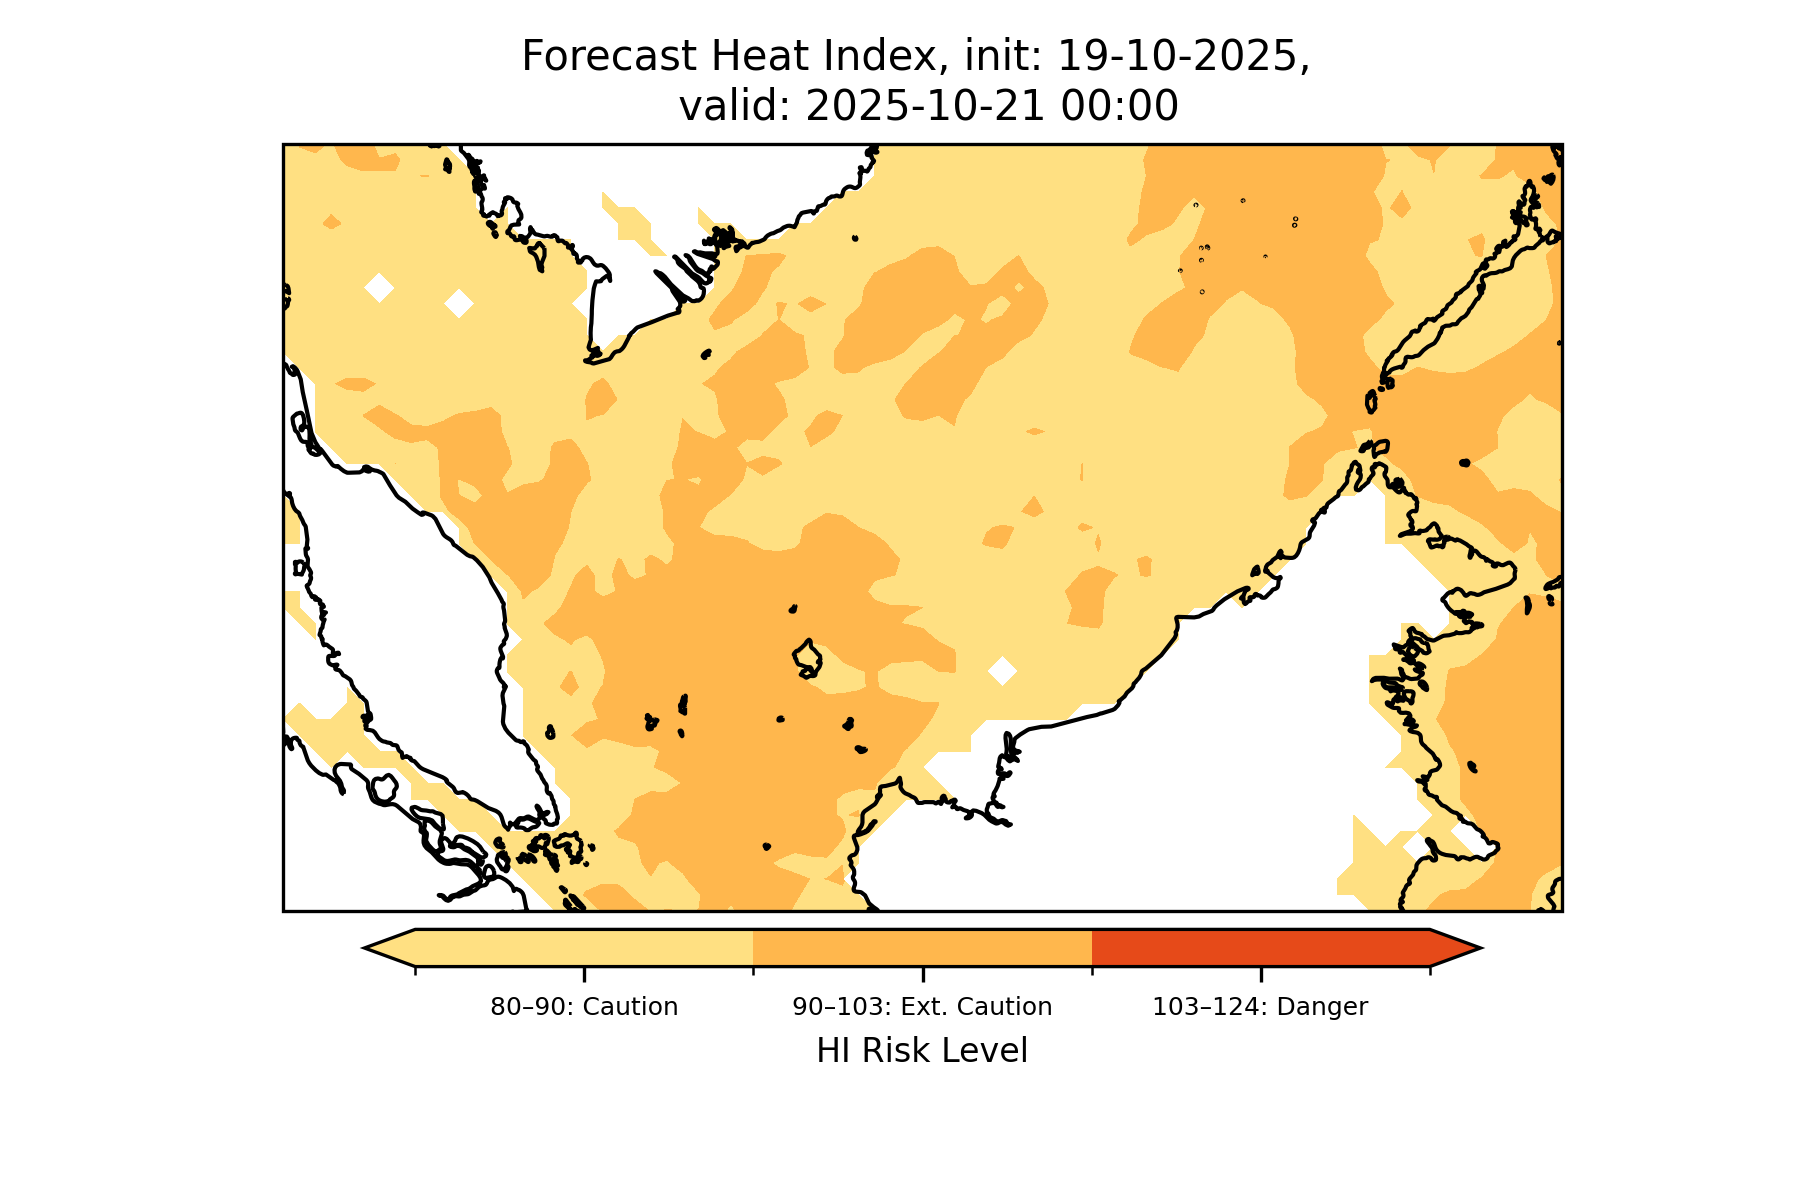 Forecast Heat Index, init: 19-10-2025,
valid: 2025-10-21 00:00
80–90: Caution
90–103: Ext. Caution
103–124: Danger
HI Risk Level